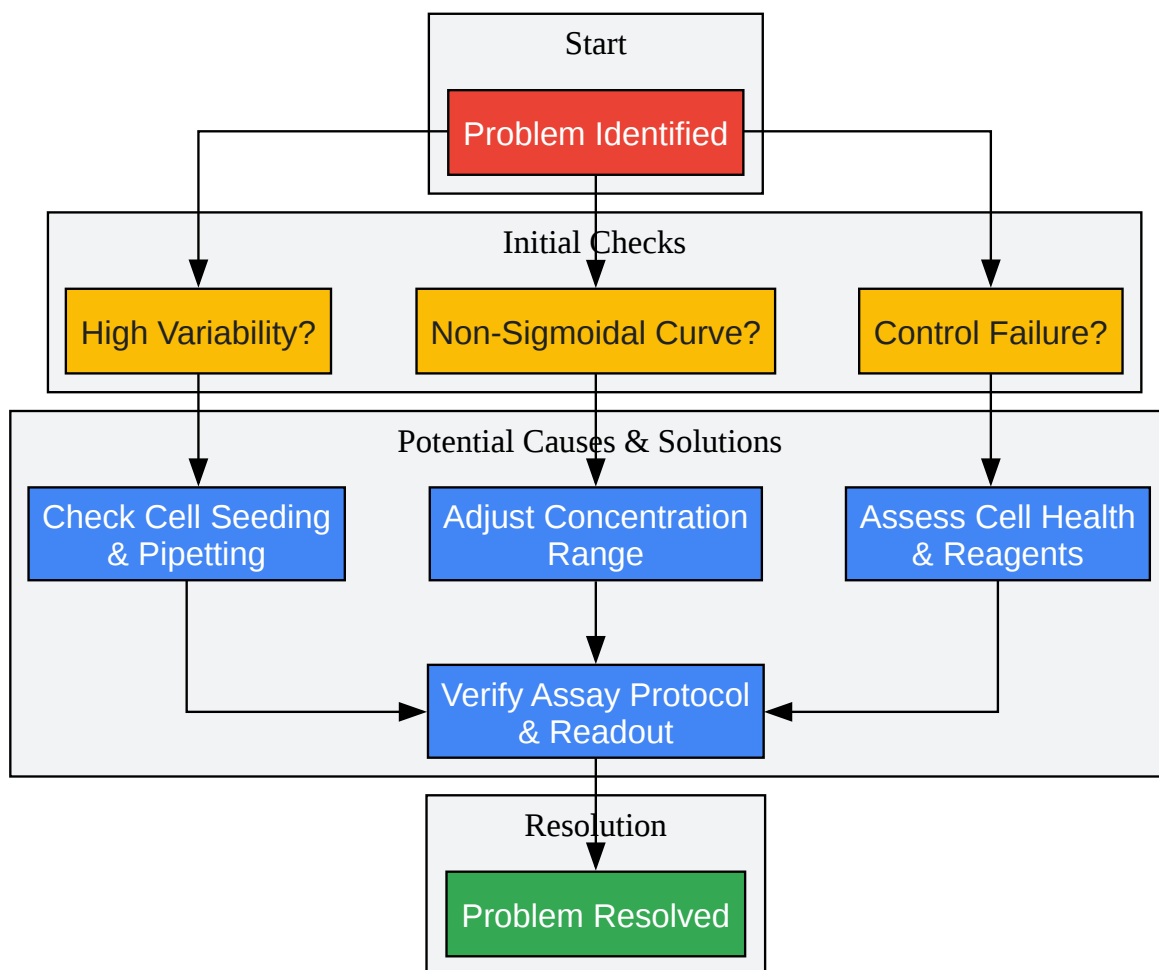 Start
Problem Identified
Initial Checks
High Variability?
Non-Sigmoidal Curve?
Control Failure?
Potential Causes & Solutions
Check Cell Seeding
& Pipetting
Adjust Concentration
Range
Assess Cell Health
& Reagents
Verify Assay Protocol
& Readout
Resolution
Problem Resolved